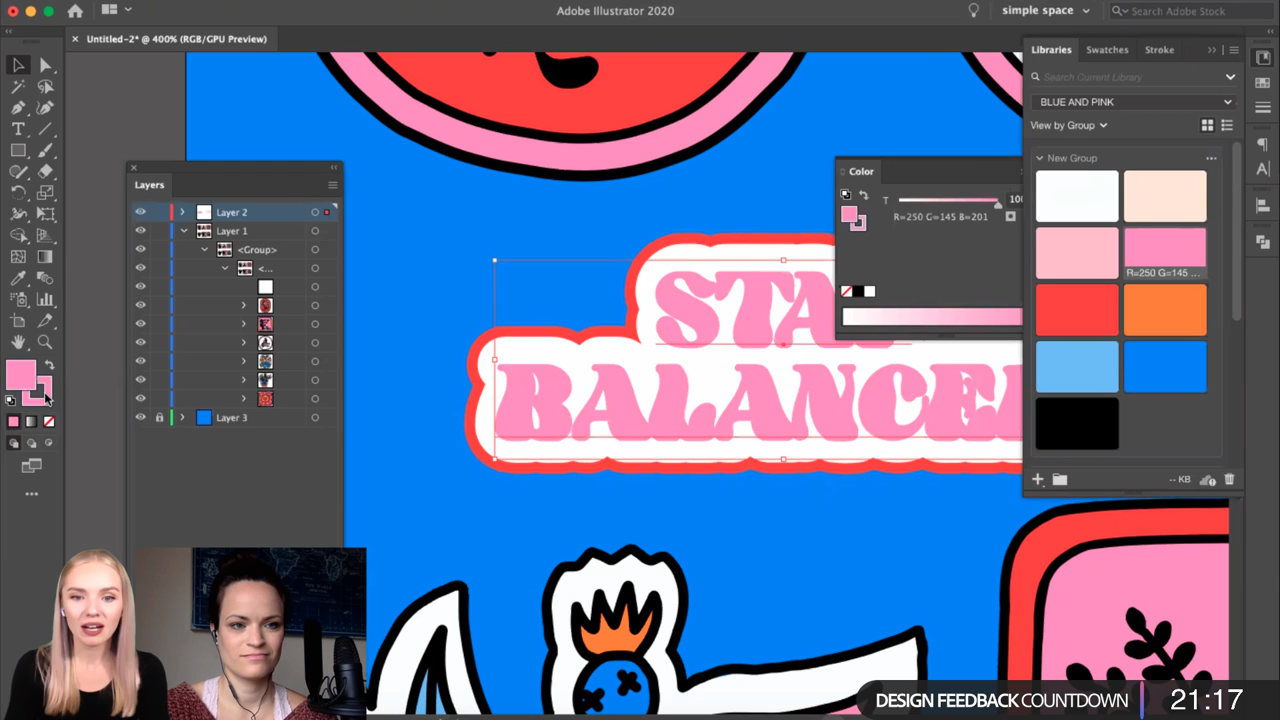 Adobe Illustrator 2020
simple space
Search Adobe Stock
× Untitled-2* @ 400% (RGB/GPU Preview)
Libraries Swatches Stroke
Search Current Library
BLUE AND PINK
View by Group
New Group
R=250 G=145 ...
-- KB
Layers
Layer 2
Layer 1
<Group>
<...
Layer 3
Color
T 100
R=250 G=145 B=201
STA
BALANCE
DESIGN FEEDBACK COUNTDOWN 21:17